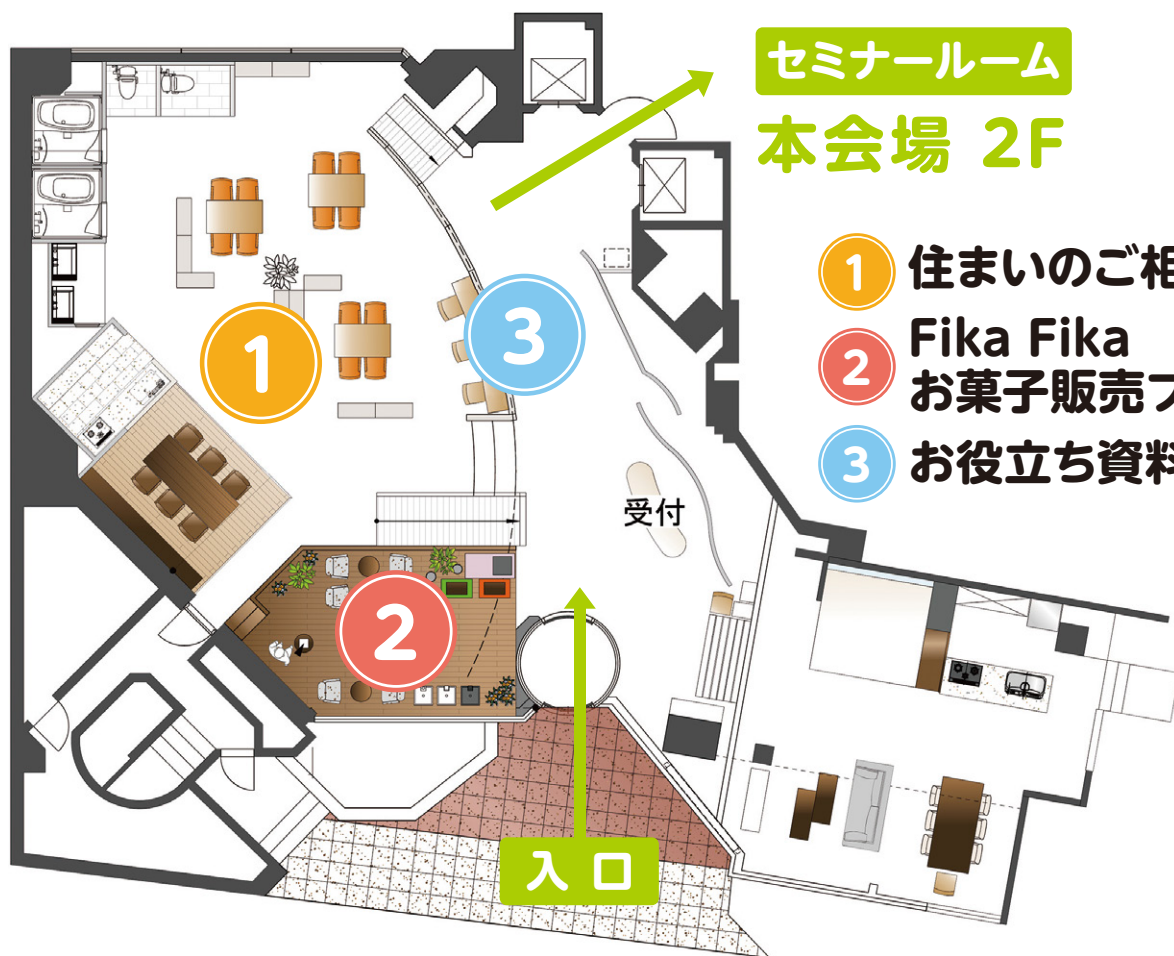 セミナールーム
本会場 2F
1 住まいのご相
2 Fika Fika
お菓子販売ブ
3 お役立ち資料
1
3
受付
2
入口